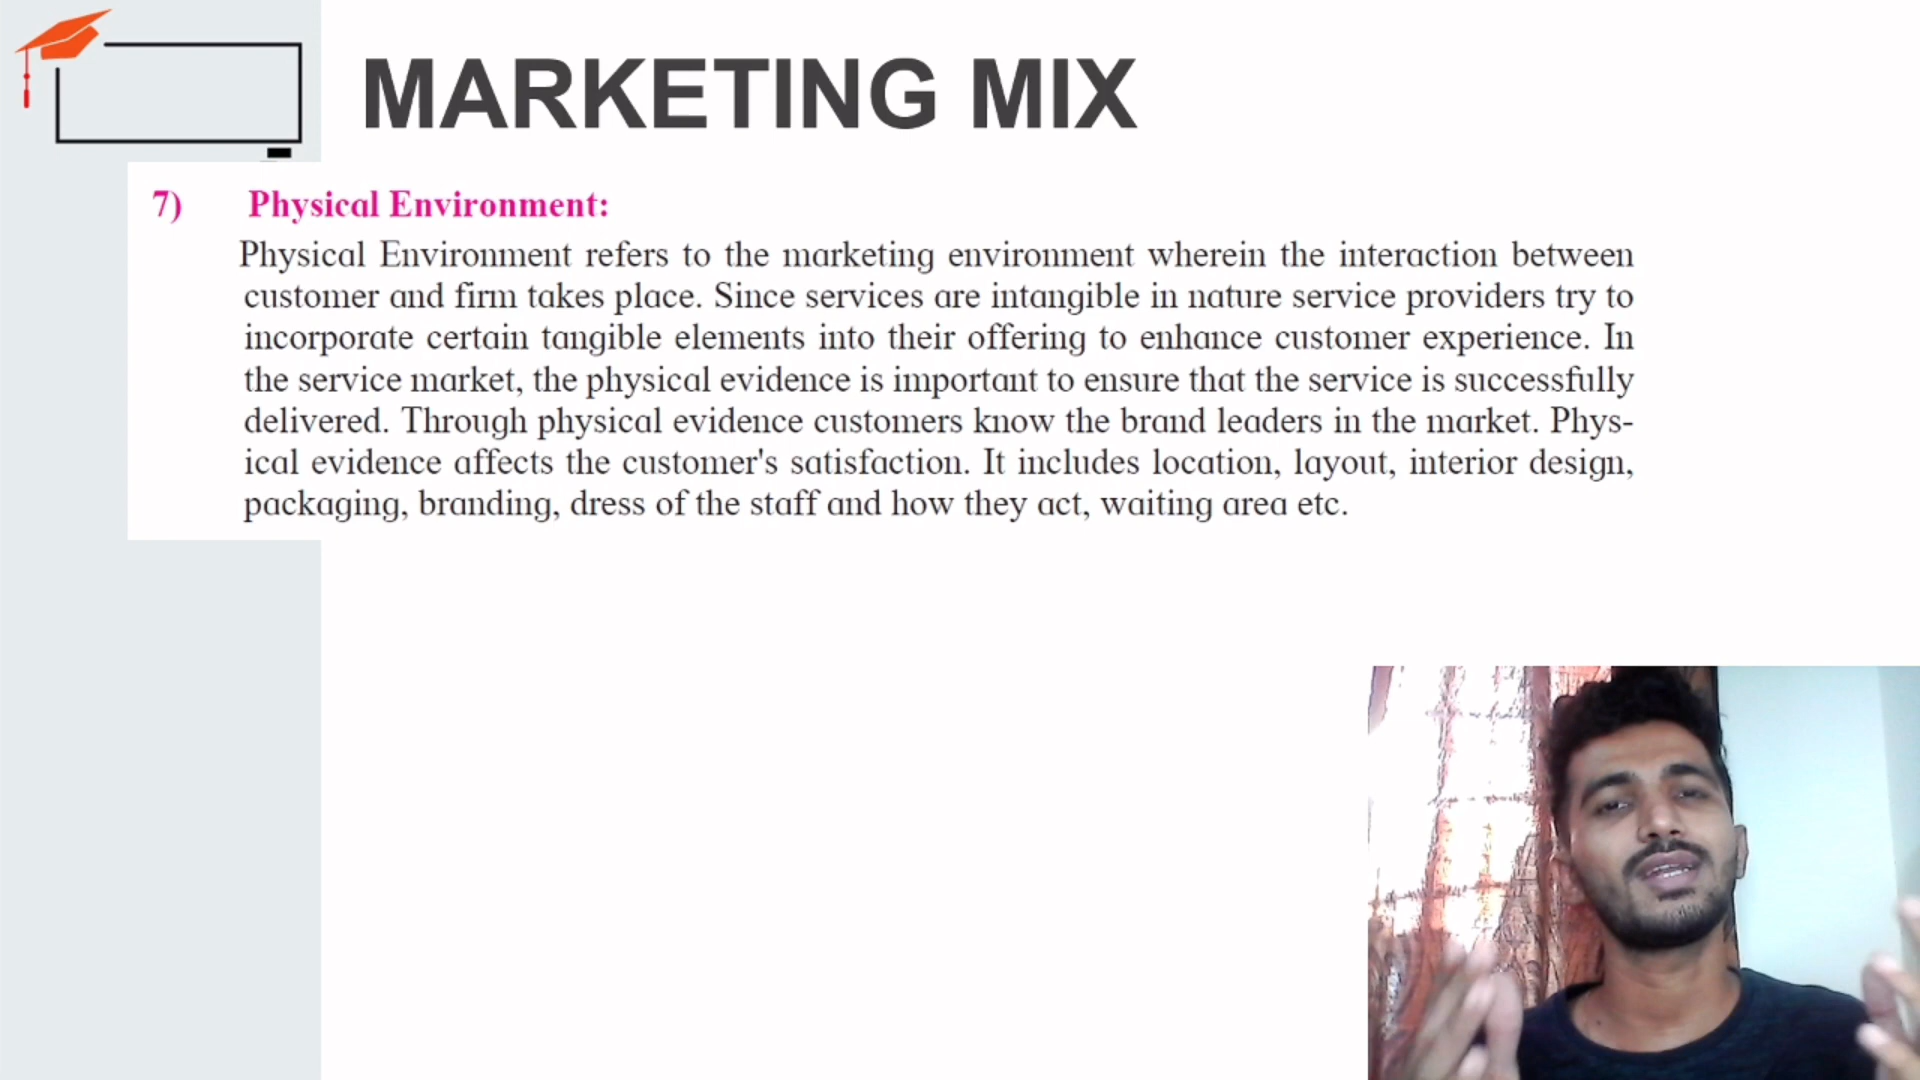 MARKETING MIX
7) Physical Environment:
Physical Environment refers to the marketing environment wherein the interaction between
customer and firm takes place. Since services are intangible in nature service providers try to
incorporate certain tangible elements into their offering to enhance customer experience. In
the service market, the physical evidence is important to ensure that the service is successfully
delivered. Through physical evidence customers know the brand leaders in the market. Phys-
ical evidence affects the customer's satisfaction. It includes location, layout, interior design,
packaging, branding, dress of the staff and how they act, waiting area etc.